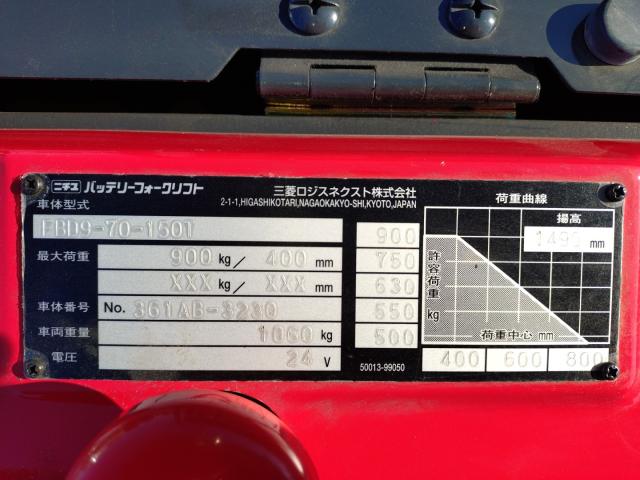 ニチユ バッテリーフォークリフト
三菱ロジスネクスト株式会社
2-1-1,HIGASHIKOTARI,NAGAOKAKYO-SHI,KYOTO,JAPAN
車体型式
FBD9-70-1501
最大荷重 900 kg/ 400 mm
XXX kg/ XXX mm
車体番号 No. 361AB-3230
車両重量 1060 kg
電圧 24 V
900
750
630
550
500
50013-99050
荷重曲線
揚高
mm
許容荷重 kg
荷重中心 mm
400 600 800